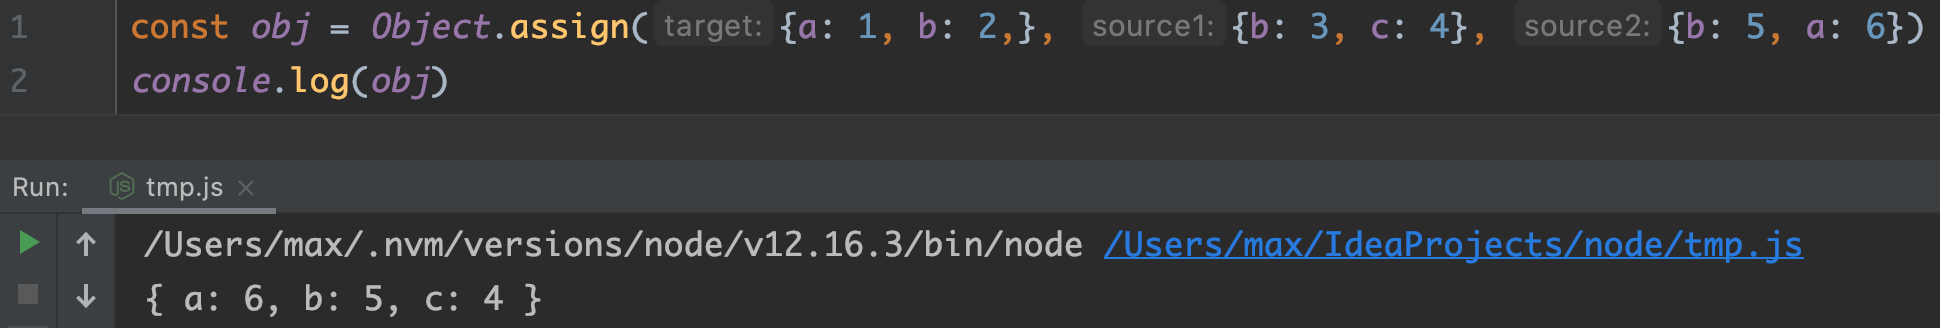 1 const obj = Object.assign( target: {a: 1, b: 2,}, source1: {b: 3, c: 4}, source2: {b: 5, a: 6})
2 console.log(obj)
Run: JS tmp.js ×
/Users/max/.nvm/versions/node/v12.16.3/bin/node /Users/max/IdeaProjects/node/tmp.js
{ a: 6, b: 5, c: 4 }